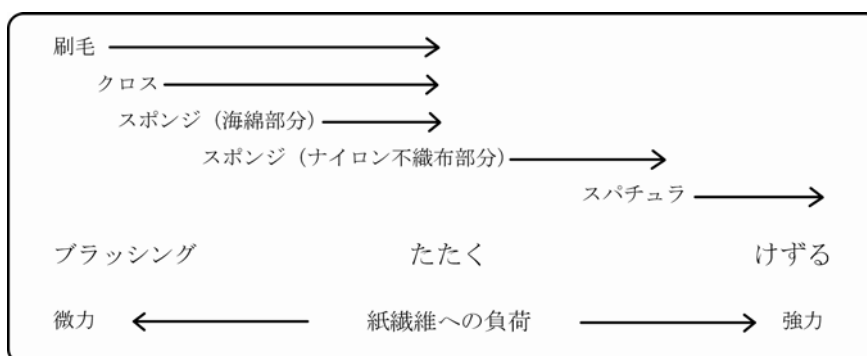 刷毛
クロス
スポンジ（海綿部分）
スポンジ（ナイロン不織布部分）
スパチュラ
ブラッシング たたく けずる
微力 紙繊維への負荷 強力